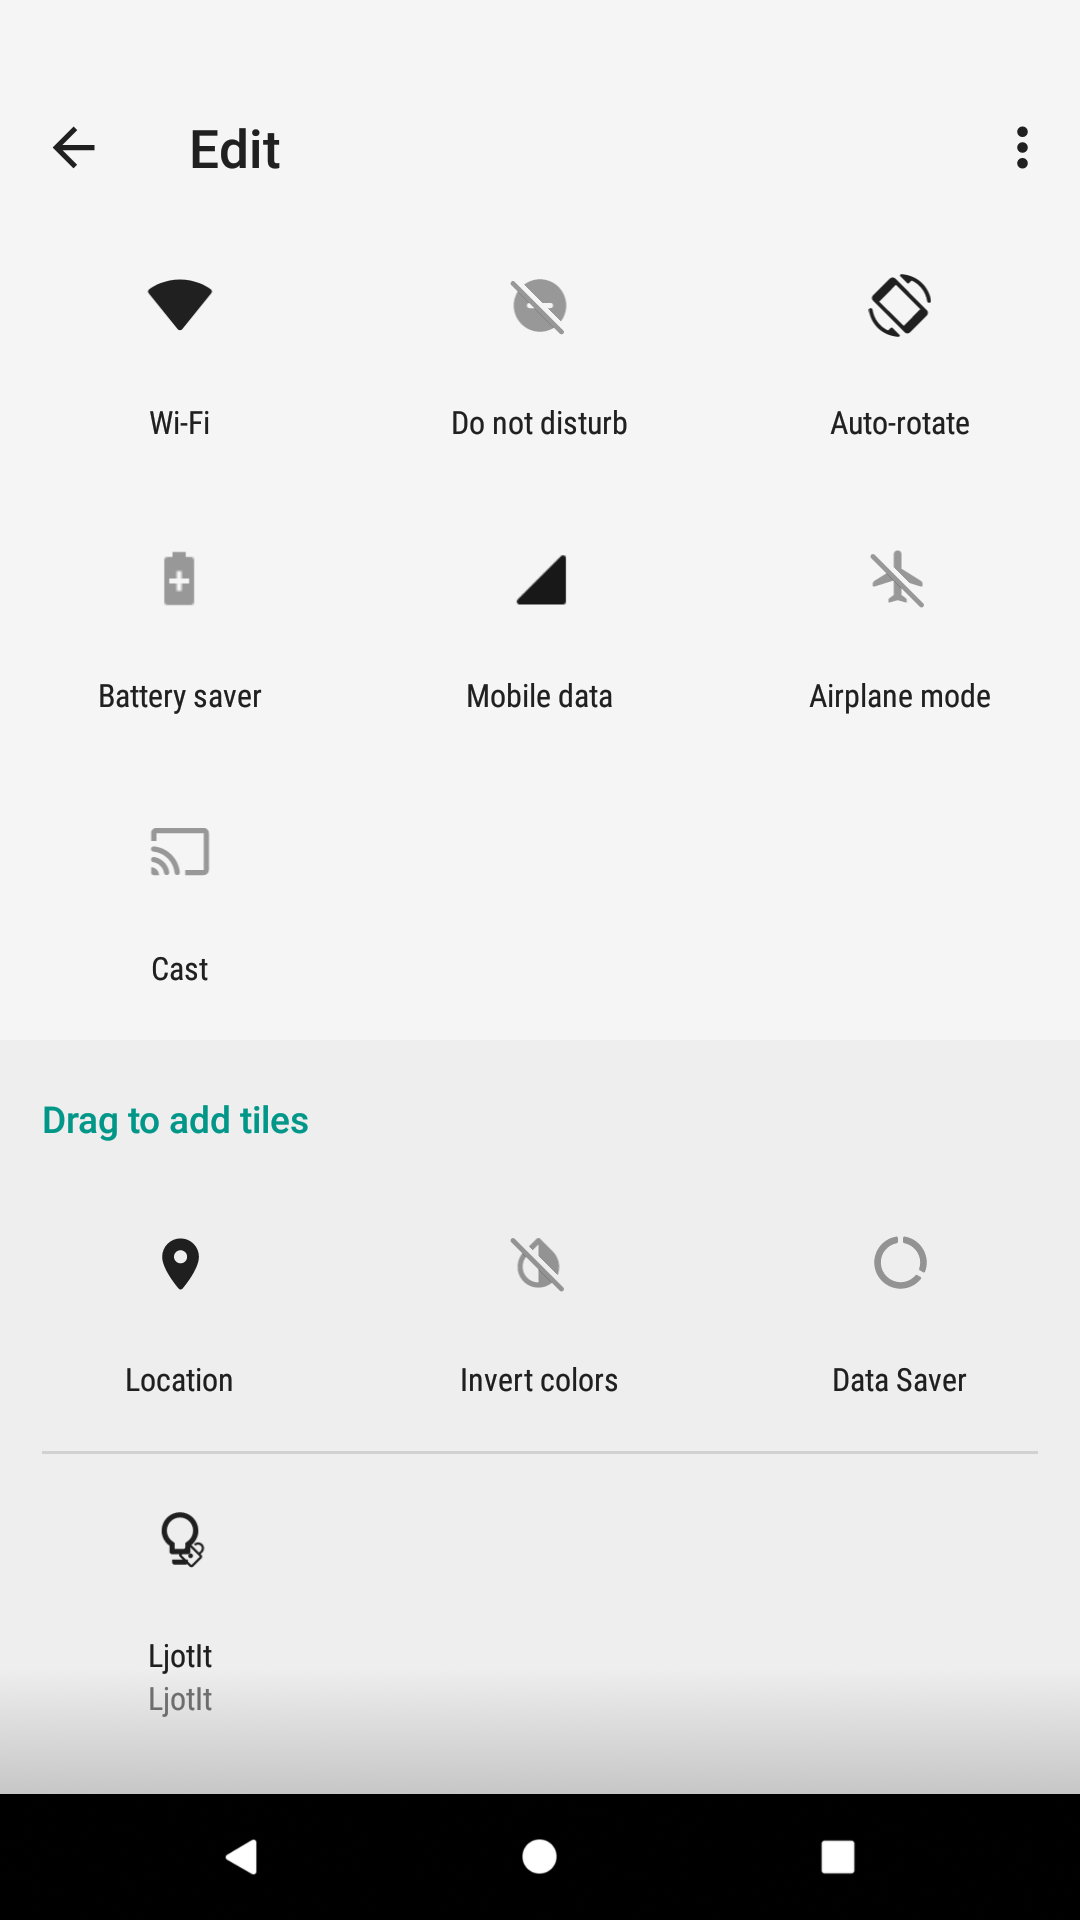 Edit
Wi-Fi
Do not disturb
Auto-rotate
Battery saver
Mobile data
Airplane mode
Cast
Drag to add tiles
Location
Invert colors
Data Saver
LjotIt
LjotIt